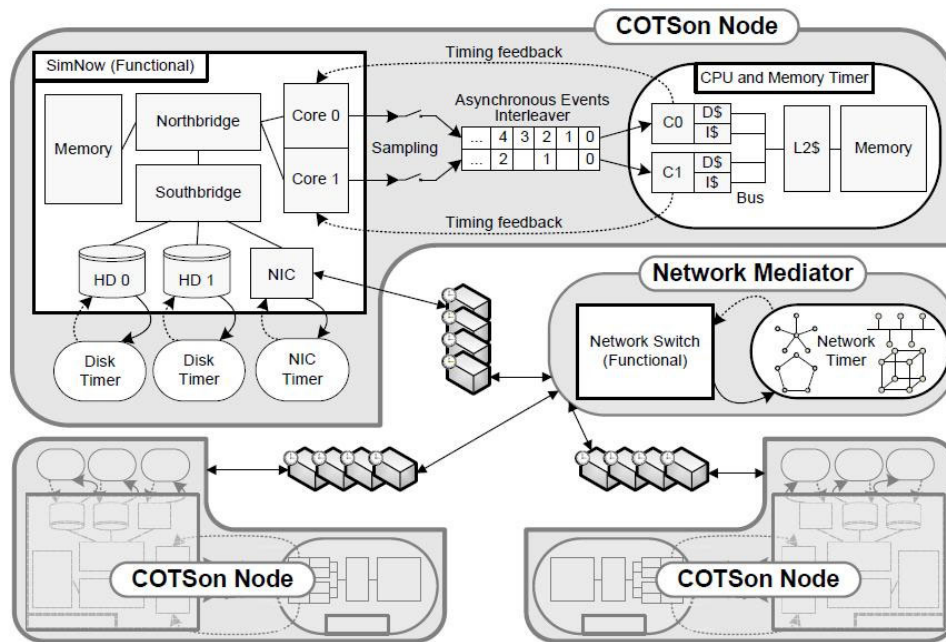 COTSon Node
SimNow (Functional)
Timing feedback
CPU and Memory Timer
Memory
Northbridge
Core 0
Core 1
Southbridge
Sampling
Asynchronous Events
Interleaver
... 4 3 2 1 0
... 2 1 0
C0
D$
I$
C1
D$
I$
Bus
L2$
Memory
Timing feedback
HD 0
HD 1
NIC
Disk
Timer
Disk
Timer
NIC
Timer
Network Mediator
Network Switch
(Functional)
Network
Timer
COTSon Node
COTSon Node